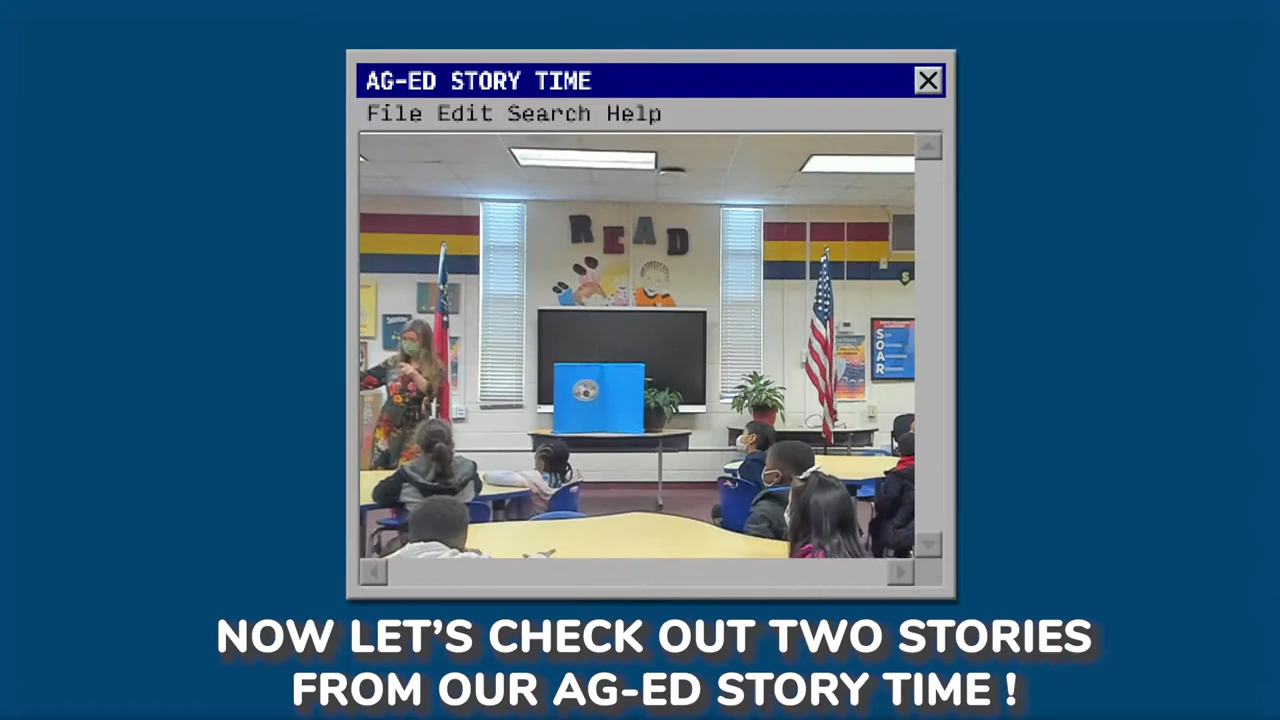 AG-ED STORY TIME
File Edit Search Help
READ
SOAR
NOW LET'S CHECK OUT TWO STORIES
FROM OUR AG-ED STORY TIME !